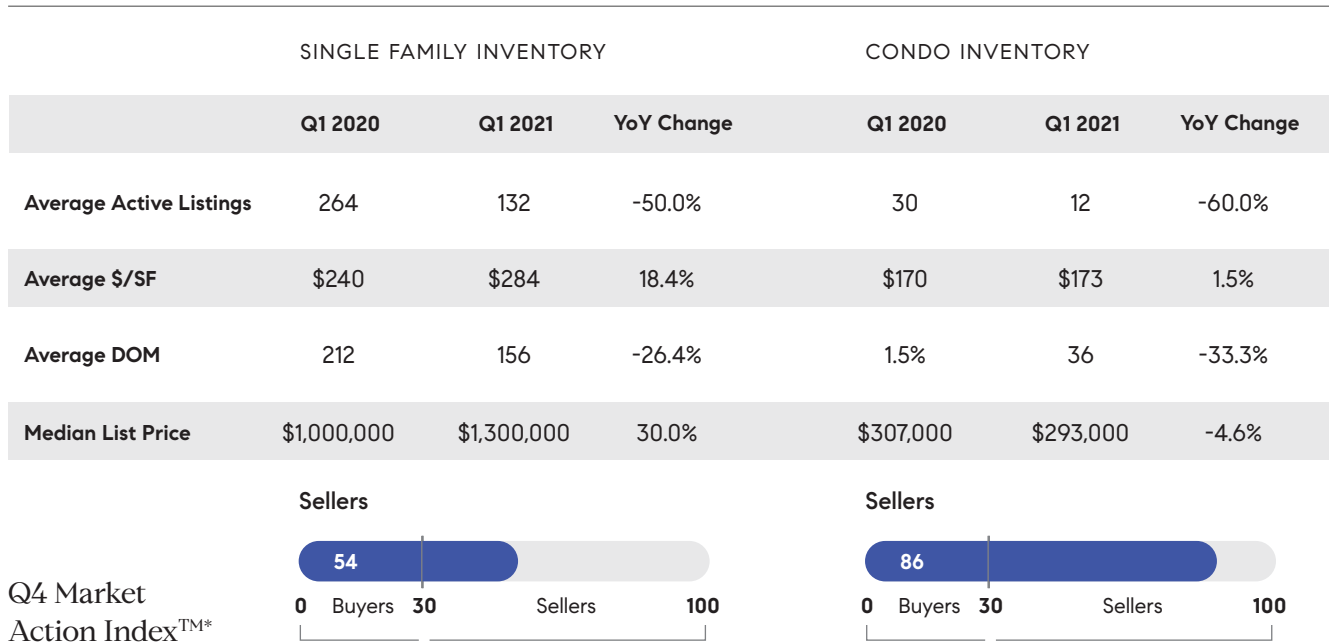 SINGLE FAMILY INVENTORY CONDO INVENTORY
Q1 2020 Q1 2021 YoY Change Q1 2020 Q1 2021 YoY Change
Average Active Listings 264 132 -50.0% 30 12 -60.0%
Average $/SF $240 $284 18.4% $170 $173 1.5%
Average DOM 212 156 -26.4% 1.5% 36 -33.3%
Median List Price $1,000,000 $1,300,000 30.0% $307,000 $293,000 -4.6%
Sellers Sellers
54 86
0 Buyers 30 Sellers 100 0 Buyers 30 Sellers 100
Q4 Market
Action Index™*